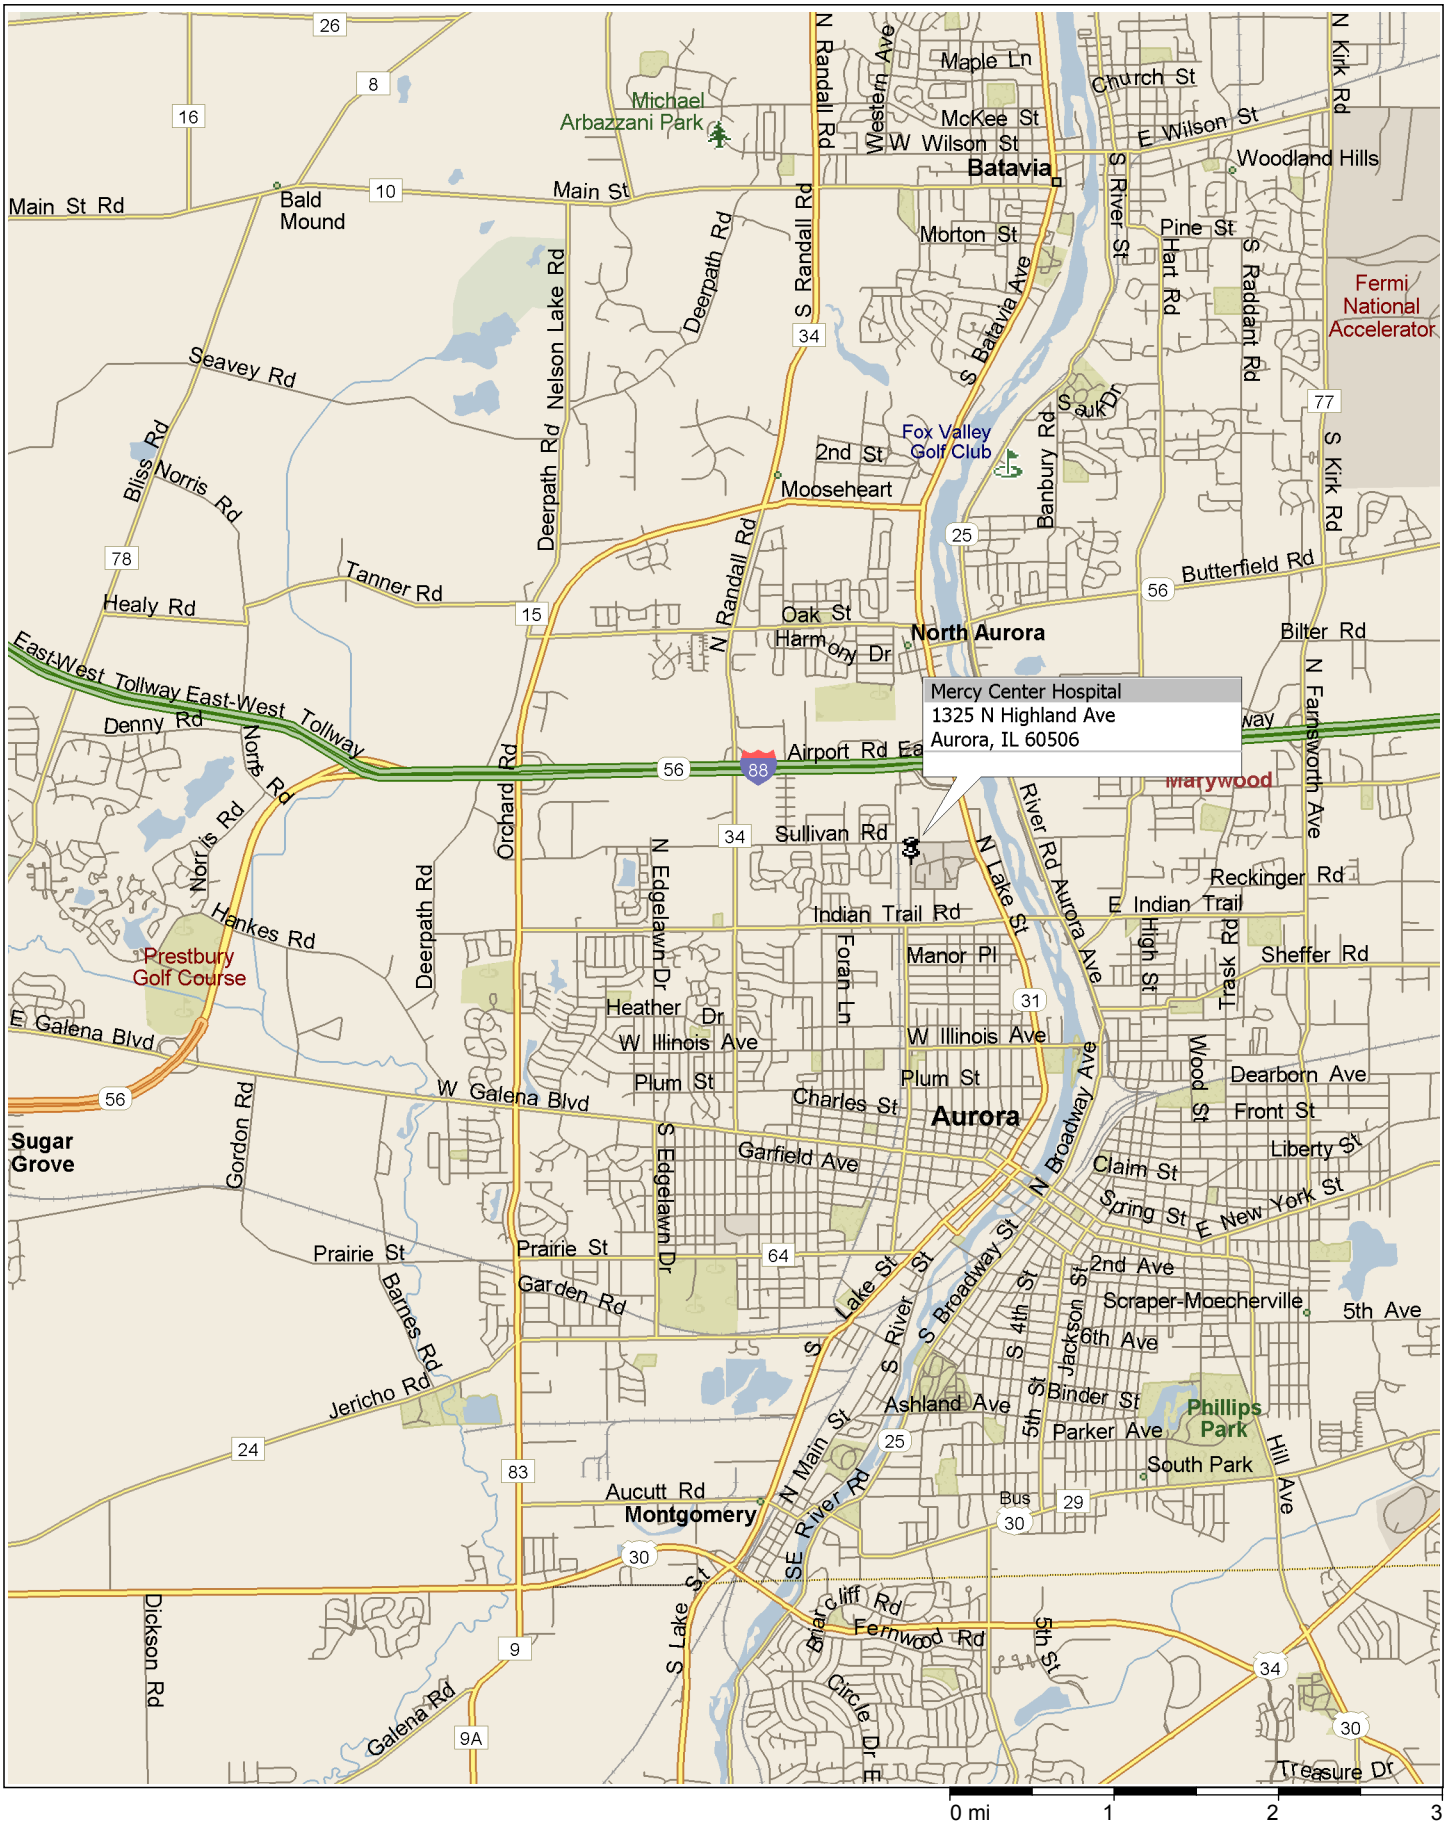 26
8
16
Michael
Arbazzani Park
N Randall Rd
Western Ave
Maple Ln
McKee St
W Wilson St
Batavia
Church St
E Wilson St
N Kirk Rd
Woodland Hills
Main St Rd
Bald
Mound
10
Main St
Deerpath Rd
S Randall Rd
Morton St
S River St
Pine St
Hart Rd
S Raddant Rd
Fermi
National
Accelerator
Nelson Lake Rd
34
S Batavia Ave
Seavey Rd
Sauk Dr
77
Bliss Rd
Norris Rd
Deerpath Rd
2nd St
Fox Valley
Golf Club
Banbury Rd
S Kirk Rd
Mooseheart
25
78
Tanner Rd
N Randall Rd
Butterfield Rd
56
Healy Rd
15
Oak St
Harmony Dr
North Aurora
Bilter Rd
East-West Tollway
East-West Tollway
Denny Rd
Norris Rd
N Farnsworth Ave
Mercy Center Hospital
1325 N Highland Ave
Aurora, IL 60506
way
Orchard Rd
56
88
Airport Rd
Ea
Marywood
Norris Rd
34
Sullivan Rd
N Edgelawn Dr
N Lake St
River Rd
Aurora Ave
Reckinger Rd
Deerpath Rd
Hankes Rd
Indian Trail Rd
E Indian Trail
Prestbury
Golf Course
Foran Ln
Manor Pl
High St
Trask Rd
Sheffer Rd
Heather Dr
31
E Galena Blvd
W Illinois Ave
W Illinois Ave
Wood St
Plum St
Plum St
Dearborn Ave
56
Gordon Rd
W Galena Blvd
Charles St
Aurora
N Broadway Ave
Front St
Sugar
Grove
S Edgelawn Dr
Garfield Ave
Claim St
Liberty St
Spring St
E New York St
Prairie St
Prairie St
64
Garden Rd
S Lake St
S River St
S Broadway St
S 4th St
Jackson St
2nd Ave
Scraper-Moecherville
5th Ave
6th Ave
Barnes Rd
Jericho Rd
Ashland Ave
5th St
Binder St
Phillips
Park
24
N Main St
25
Parker Ave
Hill Ave
83
South Park
Aucutt Rd
Montgomery
SE River Rd
Bus
30
29
30
Dickson Rd
S Lake St
Briarcliff Rd
Fernwood Rd
5th St
9
34
Galena Rd
Circle Dr E
9A
30
Treasure Dr
0 mi
1
2
3